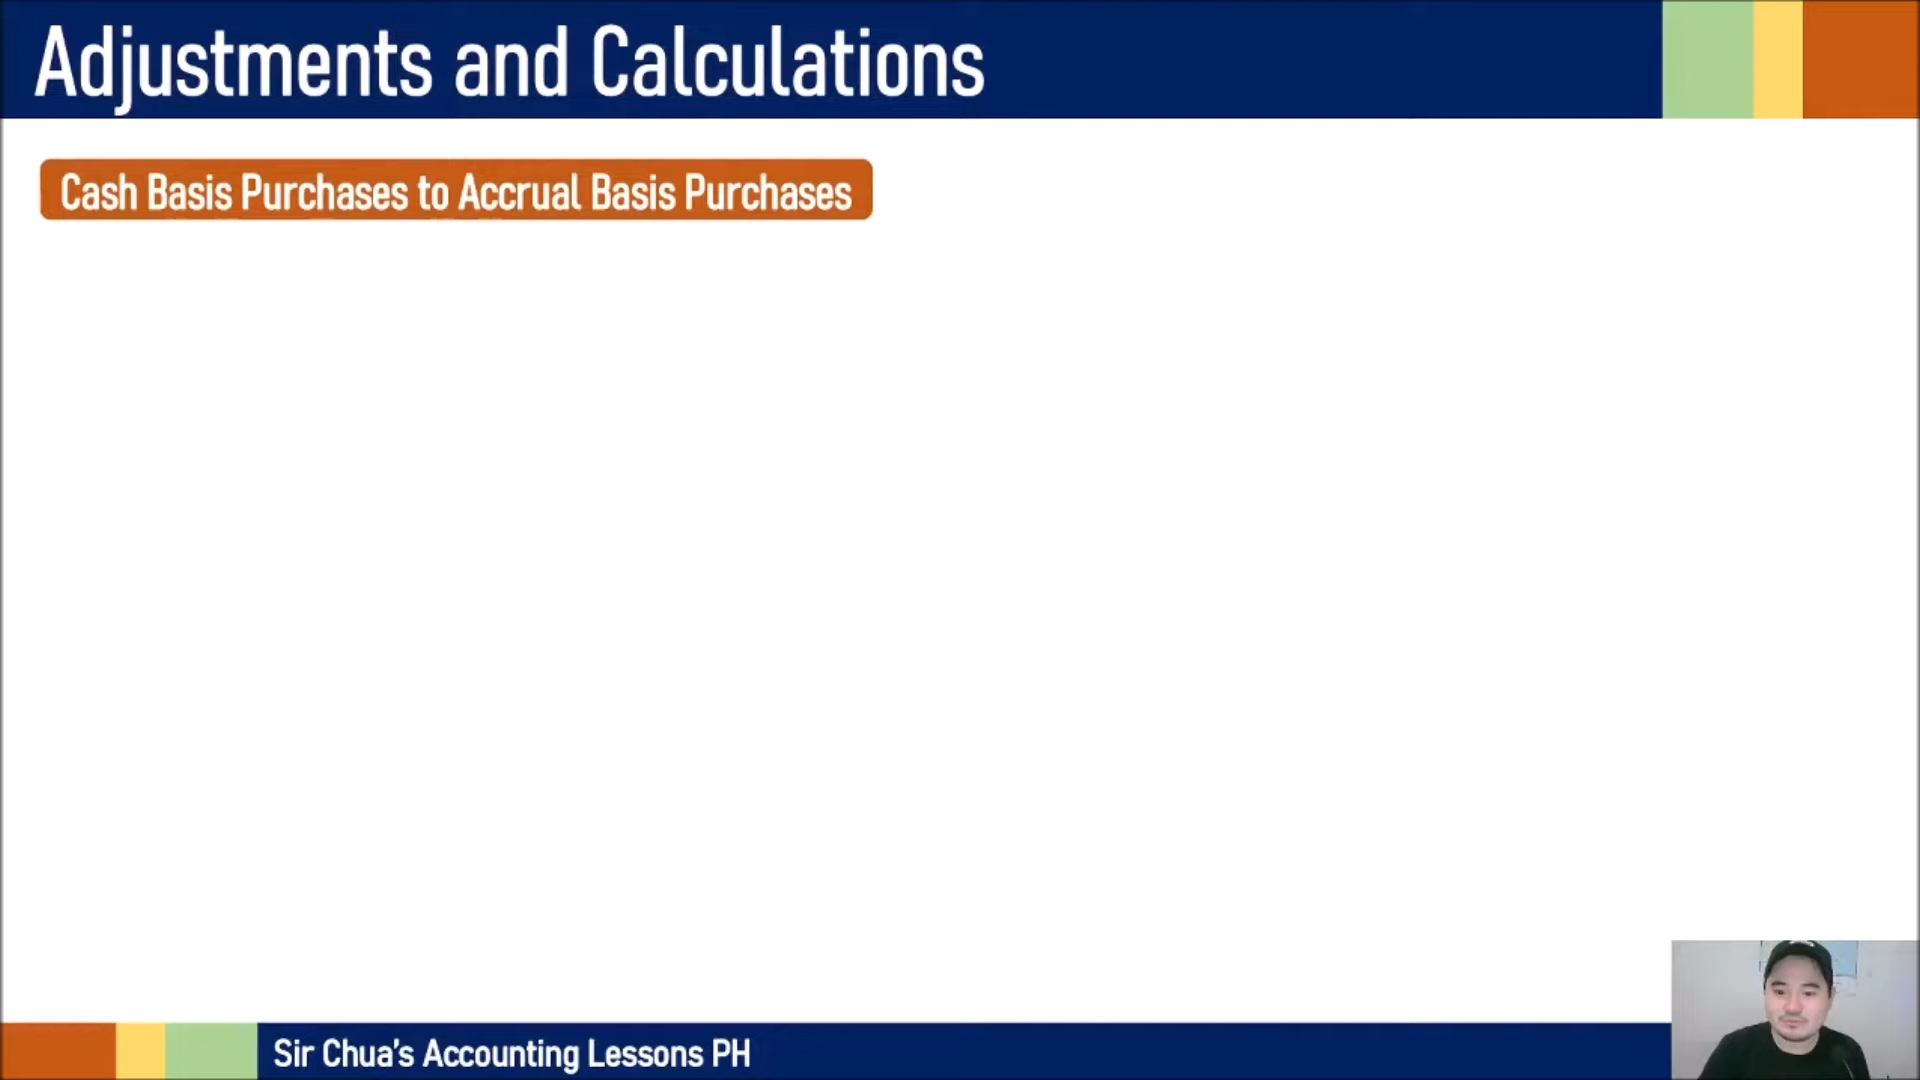 Adjustments and Calculations
Cash Basis Purchases to Accrual Basis Purchases
Sir Chua's Accounting Lessons PH